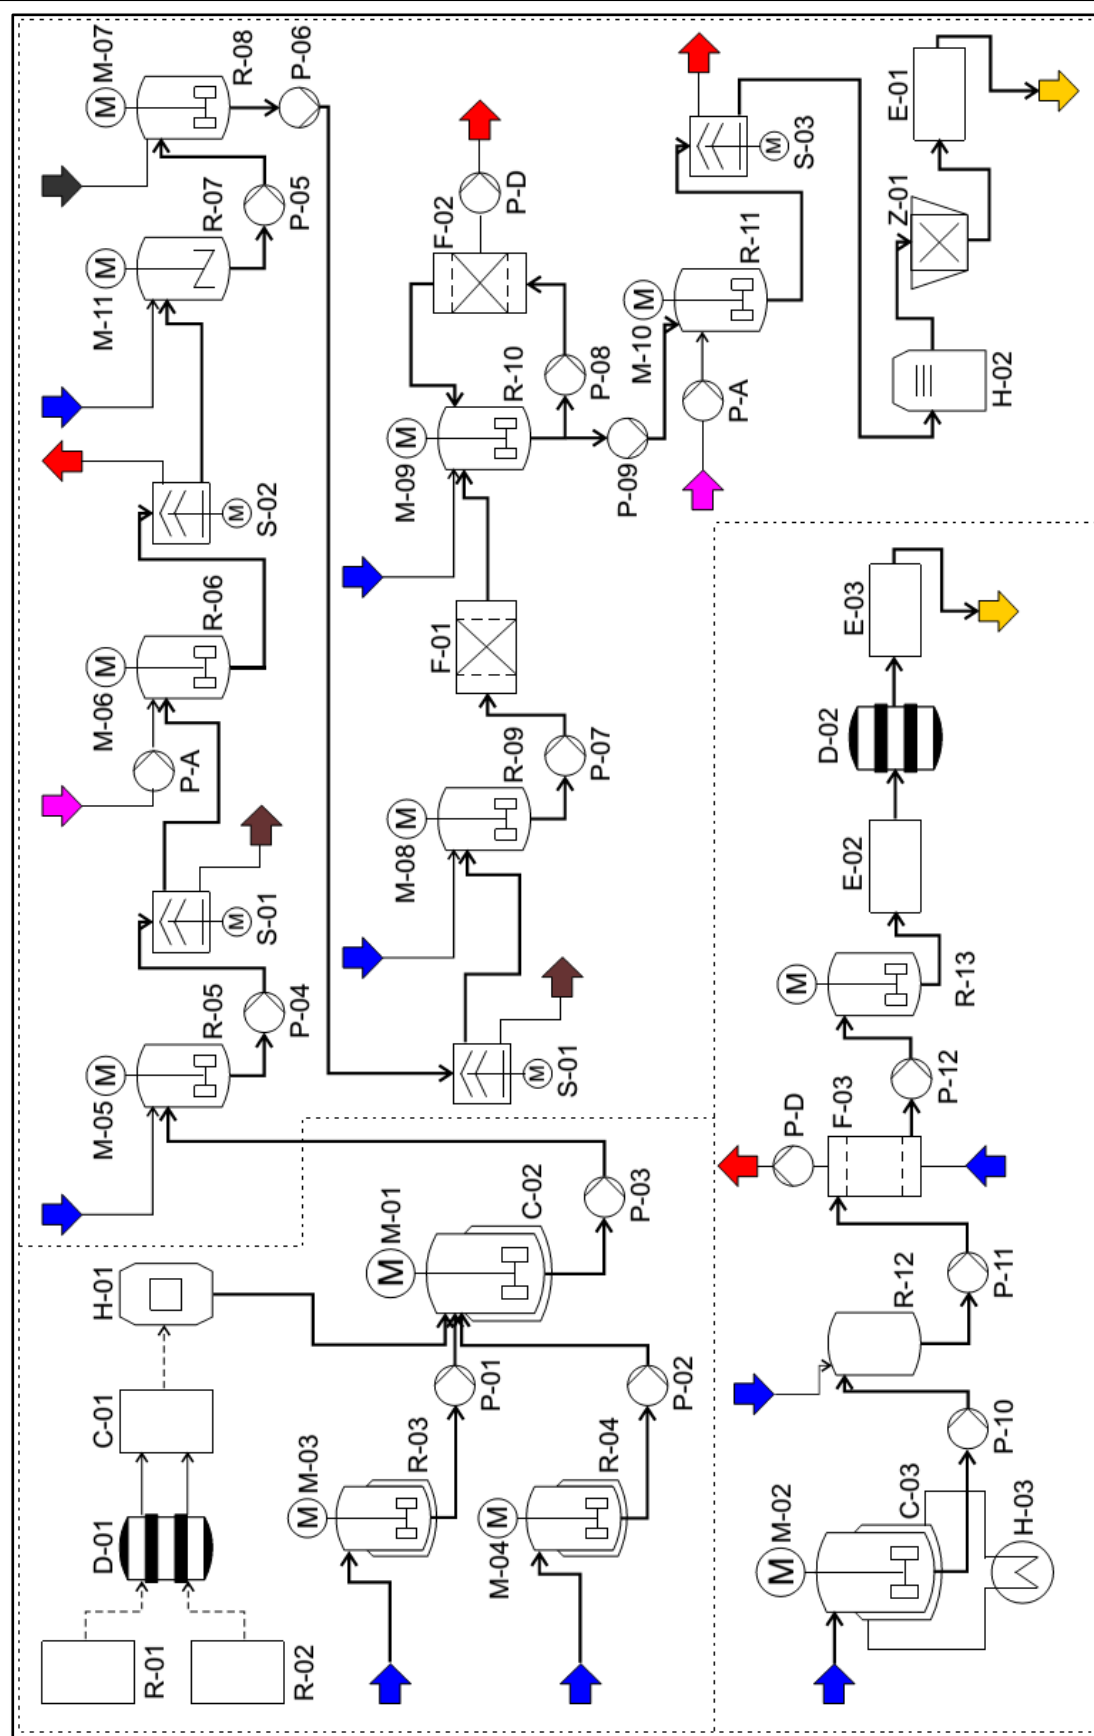 R-01
R-02
D-01
C-01
H-01
M
M-03
R-03
P-01
M
M-04
R-04
P-02
M
M-01
C-02
P-03
M
M-05
R-05
P-04
M
S-01
P-A
M
M-06
R-06
M
S-02
M
M-11
R-07
P-05
M
M-07
R-08
P-06
M
S-01
M
M-08
R-09
P-07
F-01
M
M-09
R-10
P-08
F-02
P-D
P-09
P-A
M
M-10
R-11
M
S-03
H-02
Z-01
E-01
M
M-02
C-03
H-03
P-10
R-12
P-11
F-03
P-D
P-12
M
R-13
E-02
D-02
E-03